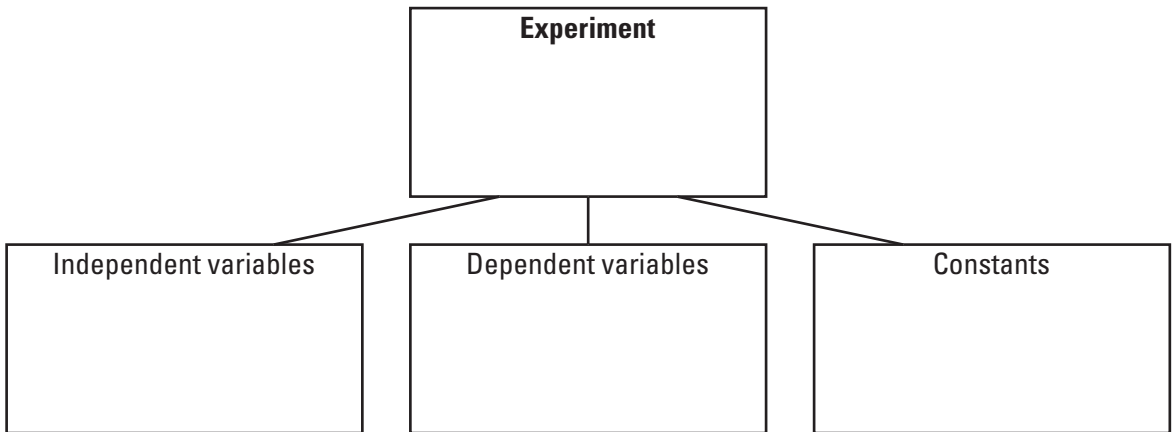 Experiment
Independent variables
Dependent variables
Constants